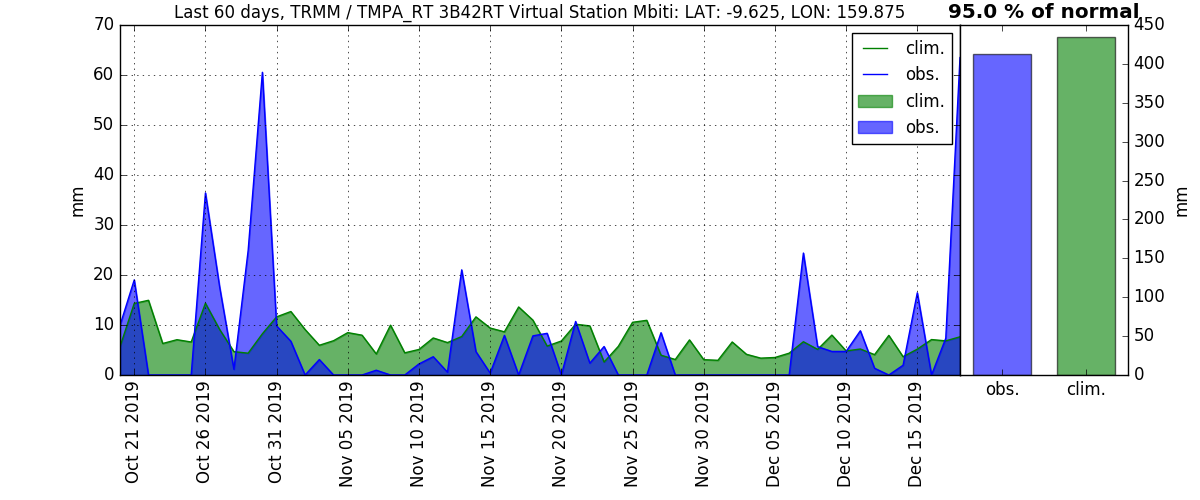 Last 60 days, TRMM / TMPA_RT 3B42RT Virtual Station Mbiti: LAT: -9.625, LON: 159.875
95.0 % of normal
70
60
50
40
30
20
10
0
mm
clim.
obs.
clim.
obs.
450
400
350
300
250
200
150
100
50
0
mm
obs.
clim.
Oct 21 2019
Oct 26 2019
Oct 31 2019
Nov 05 2019
Nov 10 2019
Nov 15 2019
Nov 20 2019
Nov 25 2019
Nov 30 2019
Dec 05 2019
Dec 10 2019
Dec 15 2019